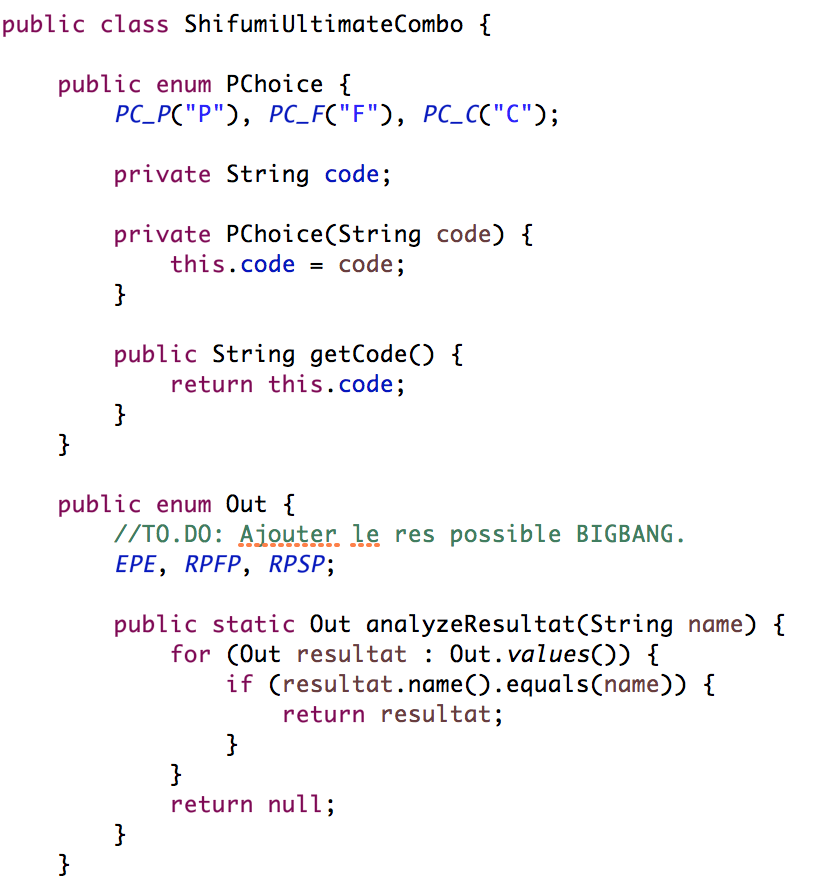 public class ShifumiUltimateCombo {
public enum PChoice {
PC_P("P"), PC_F("F"), PC_C("C");
private String code;
private PChoice(String code) {
this.code = code;
}
public String getCode() {
return this.code;
}
}
public enum Out {
//TO.DO: Ajouter le res possible BIGBANG.
EPE, RPFP, RPSP;
public static Out analyzeResultat(String name) {
for (Out resultat : Out.values()) {
if (resultat.name().equals(name)) {
return resultat;
}
}
return null;
}
}